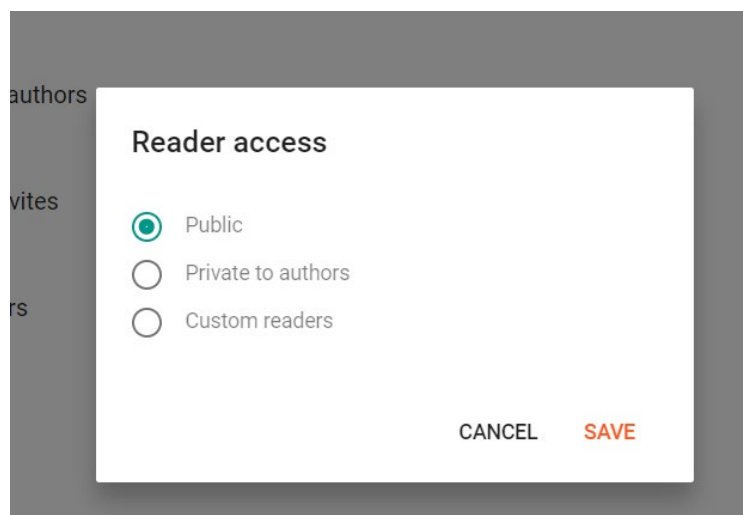 authors
Reader access
vites
Public
Private to authors
rs
Custom readers
CANCEL SAVE